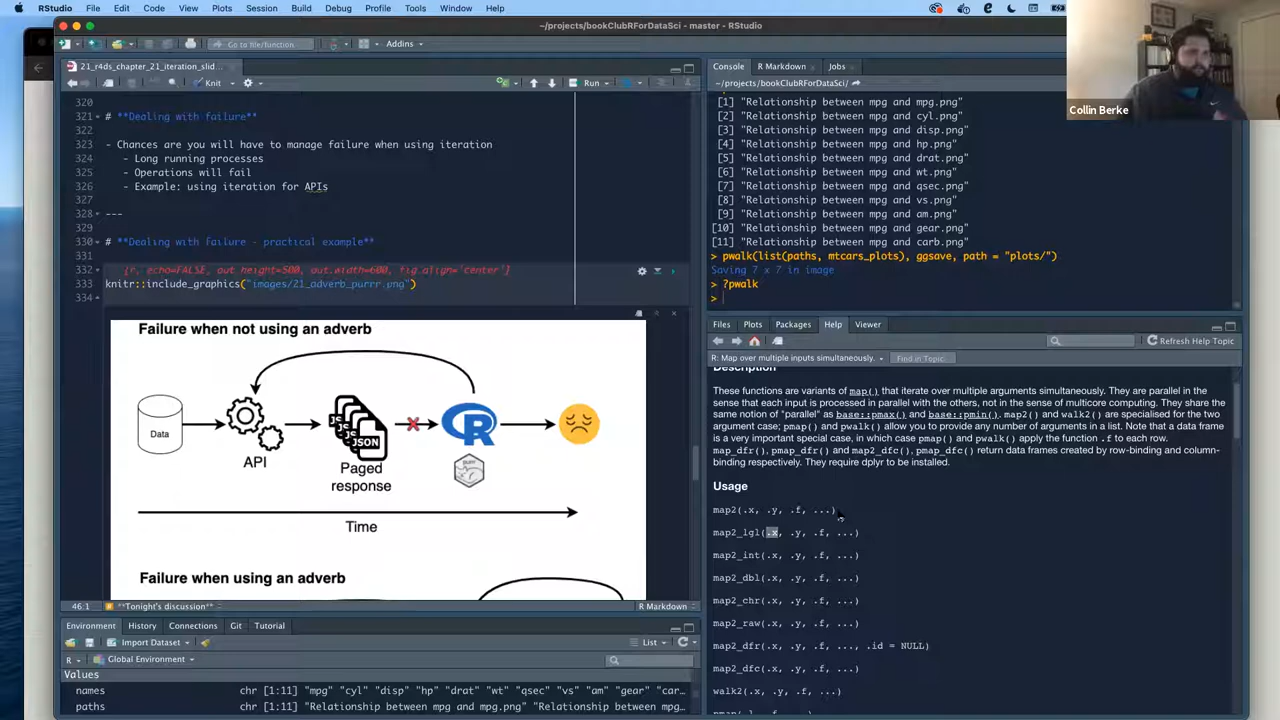 RStudio File Edit Code View Plots Session Build Debug Profile Tools Window Help
~/projects/bookClubRForDataSci - master - RStudio
Go to file/function
Addins
21_r4ds_chapter_21_iteration_slid...
Knit
Run
320
321 # **Dealing with failure**
322
323 - Chances are you will have to manage failure when using iteration
324 - Long running processes
325 - Operations will fail
326 - Example: using iteration for APIs
327
328 ---
329
330 # **Dealing with failure - practical example**
331
332 {r, echo=FALSE, out.height=500, out.width=600, fig.align='center'}
333 knitr::include_graphics("images/21_adverb_purrr.png")
334
Failure when not using an adverb
Data
API
JSON
Paged
response
R
Time
Failure when using an adverb
46:1 **Tonight's discussion** R Markdown
Environment History Connections Git Tutorial
Import Dataset List
R Global Environment
Values
names chr [1:11] "mpg" "cyl" "disp" "hp" "drat" "wt" "qsec" "vs" "am" "gear" "car...
paths chr [1:11] "Relationship between mpg and mpg.png" "Relationship between mpg...
Console R Markdown Jobs
~/projects/bookClubRForDataSci/
[1] "Relationship between mpg and mpg.png"
[2] "Relationship between mpg and cyl.png"
[3] "Relationship between mpg and disp.png"
[4] "Relationship between mpg and hp.png"
[5] "Relationship between mpg and drat.png"
[6] "Relationship between mpg and wt.png"
[7] "Relationship between mpg and qsec.png"
[8] "Relationship between mpg and vs.png"
[9] "Relationship between mpg and am.png"
[10] "Relationship between mpg and gear.png"
[11] "Relationship between mpg and carb.png"
> pwalk(list(paths, mtcars_plots), ggsave, path = "plots/")
Saving 7 x 7 in image
> ?pwalk
>
Files Plots Packages Help Viewer
Refresh Help Topic
R: Map over multiple inputs simultaneously. Find in Topic
Description
These functions are variants of map() that iterate over multiple arguments simultaneously. They are parallel in the
sense that each input is processed in parallel with the others, not in the sense of multicore computing. They share the
same notion of "parallel" as base::pmax() and base::pmin(). map2() and walk2() are specialised for the two
argument case; pmap() and pwalk() allow you to provide any number of arguments in a list. Note that a data frame
is a very important special case, in which case pmap() and pwalk() apply the function .f to each row.
map_dfr(), pmap_dfr() and map2_dfc(), pmap_dfc() return data frames created by row-binding and column-
binding respectively. They require dplyr to be installed.
Usage
map2(.x, .y, .f, ...)
map2_lgl(.x, .y, .f, ...)
map2_int(.x, .y, .f, ...)
map2_dbl(.x, .y, .f, ...)
map2_chr(.x, .y, .f, ...)
map2_raw(.x, .y, .f, ...)
map2_dfr(.x, .y, .f, ..., .id = NULL)
map2_dfc(.x, .y, .f, ...)
walk2(.x, .y, .f, ...)
Collin Berke